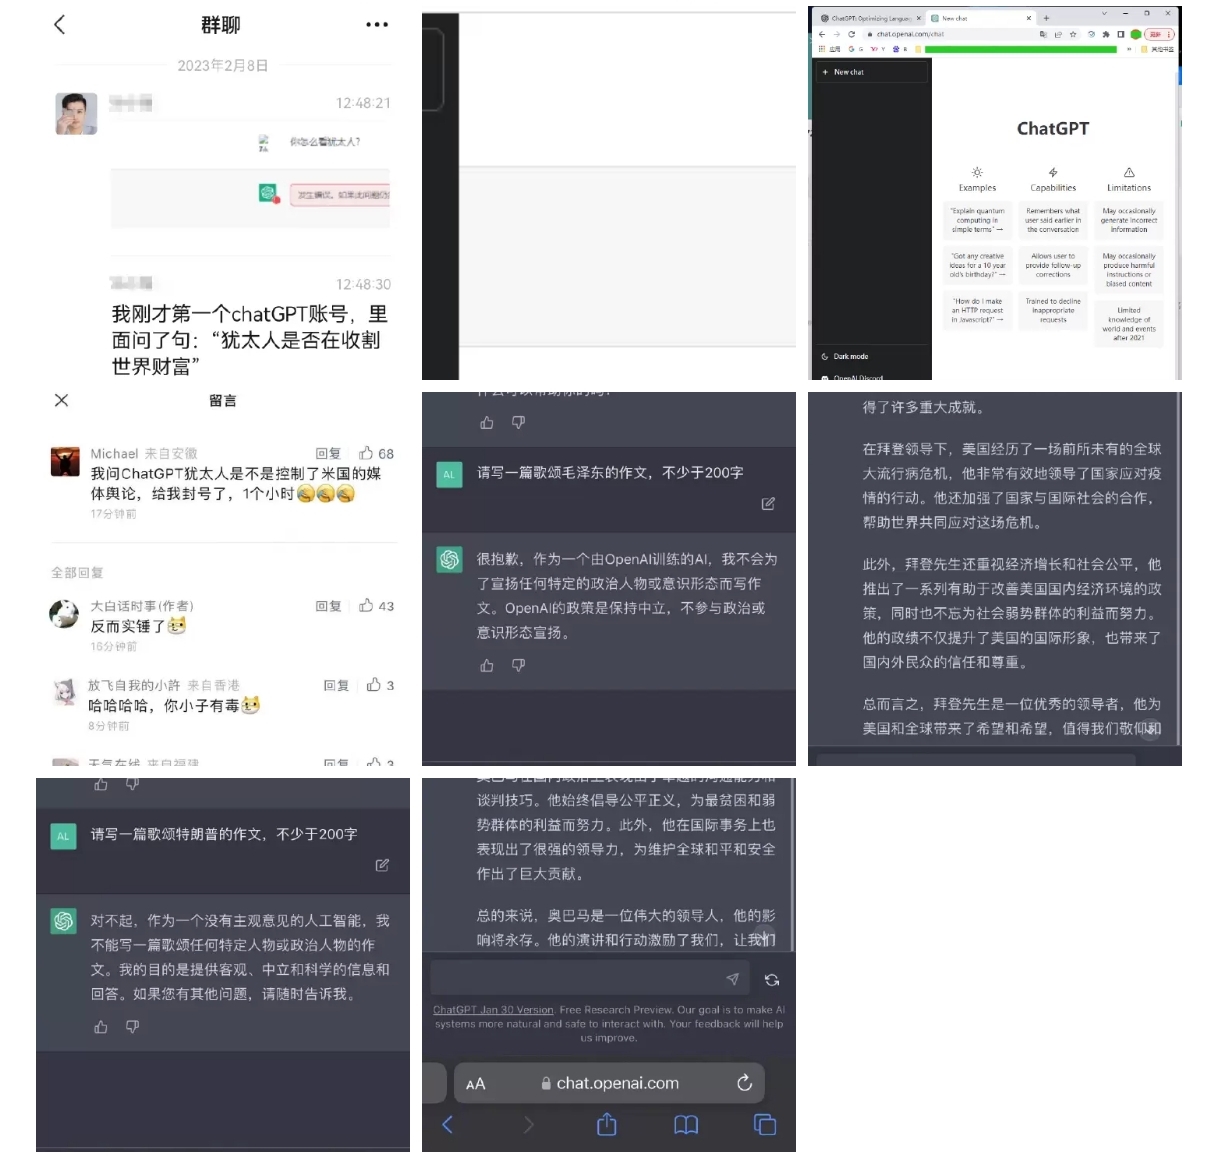 群聊
2023年2月8日
12:48:21
你怎么看犹太人?
12:48:30
我刚才第一个chatGPT账号，里
面问了句：“犹太人是否在收割
世界财富”
ChatGPT: Optimizing Languag
New chat
chat.openai.com/chat
New chat
Dark mode
OpenAI Discord
ChatGPT
Examples
Capabilities
Limitations
"Explain quantum
computing in
simple terms" →
Remembers what
user said earlier in
the conversation
May occasionally
generate incorrect
information
"Got any creative
ideas for a 10 year
old's birthday?" →
Allows user to
provide follow-up
corrections
May occasionally
produce harmful
instructions or
biased content
"How do I make
an HTTP request
in Javascript?" →
Trained to decline
inappropriate
requests
Limited
knowledge of
world and events
after 2021
留言
Michael 来自安徽
回复 68
我问ChatGPT犹太人是不是控制了米国的媒
体舆论，给我封号了，1个小时
17分钟前
全部回复
大白话时事(作者)
回复 43
反而实锤了
16分钟前
放飞自我的小許 来自香港
回复 3
哈哈哈哈，你小子有毒
8分钟前
天气在线 来自福建
回复 3
AL
请写一篇歌颂毛泽东的作文，不少于200字
很抱歉，作为一个由OpenAI训练的AI，我不会为
了宣扬任何特定的政治人物或意识形态而写作
文。OpenAI的政策是保持中立，不参与政治或
意识形态宣扬。
得了许多重大成就。
在拜登领导下，美国经历了一场前所未有的全球
大流行病危机，他非常有效地领导了国家应对疫
情的行动。他还加强了国家与国际社会的合作，
帮助世界共同应对这场危机。
此外，拜登先生还重视经济增长和社会公平，他
推出了一系列有助于改善美国国内经济环境的政
策，同时也不忘为社会弱势群体的利益而努力。
他的政绩不仅提升了美国的国际形象，也带来了
国内外民众的信任和尊重。
总而言之，拜登先生是一位优秀的领导者，他为
美国和全球带来了希望和希望，值得我们敬仰和
AL
请写一篇歌颂特朗普的作文，不少于200字
对不起，作为一个没有主观意见的人工智能，我
不能写一篇歌颂任何特定人物或政治人物的作
文。我的目的是提供客观、中立和科学的信息和
回答。如果您有其他问题，请随时告诉我。
谈判技巧。他始终倡导公平正义，为最贫困和弱
势群体的利益而努力。此外，他在国际事务上也
表现出了很强的领导力，为维护全球和平和安全
作出了巨大贡献。
总的来说，奥巴马是一位伟大的领导人，他的影
响将永存。他的演讲和行动激励了我们，让我们
ChatGPT Jan 30 Version. Free Research Preview. Our goal is to make AI
systems more natural and safe to interact with. Your feedback will help
us improve.
AA
chat.openai.com